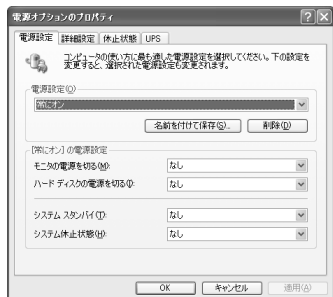 電源オプションのプロパティ
電源設定 詳細設定 休止状態 UPS
コンピュータの使い方に最も適した電源設定を選択してください。下の設定を
変更すると、選択された電源設定も変更されます。
電源設定(O)
常にオン
名前を付けて保存(S)... 削除(D)
[常にオン] の電源設定
モニタの電源を切る(M): なし
ハード ディスクの電源を切る(I): なし
システム スタンバイ(T): なし
システム休止状態(H): なし
OK キャンセル 適用(A)